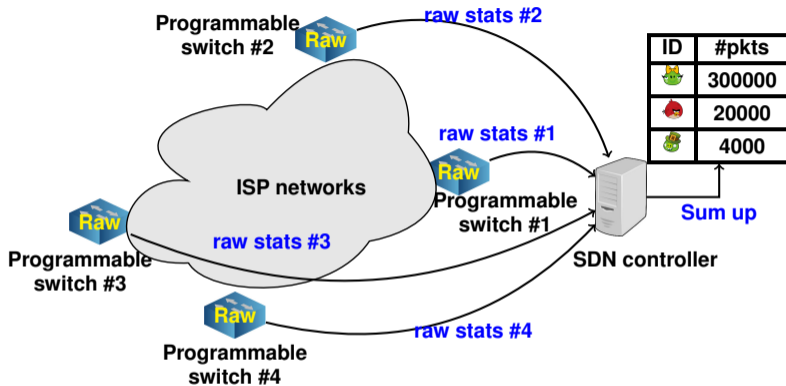 raw stats #2
Programmable
switch #2
Raw
ID #pkts
300000
20000
4000
raw stats #1
Raw
ISP networks
Programmable
switch #1
Sum up
SDN controller
Raw
raw stats #3
Programmable
switch #3
Raw
raw stats #4
Programmable
switch #4